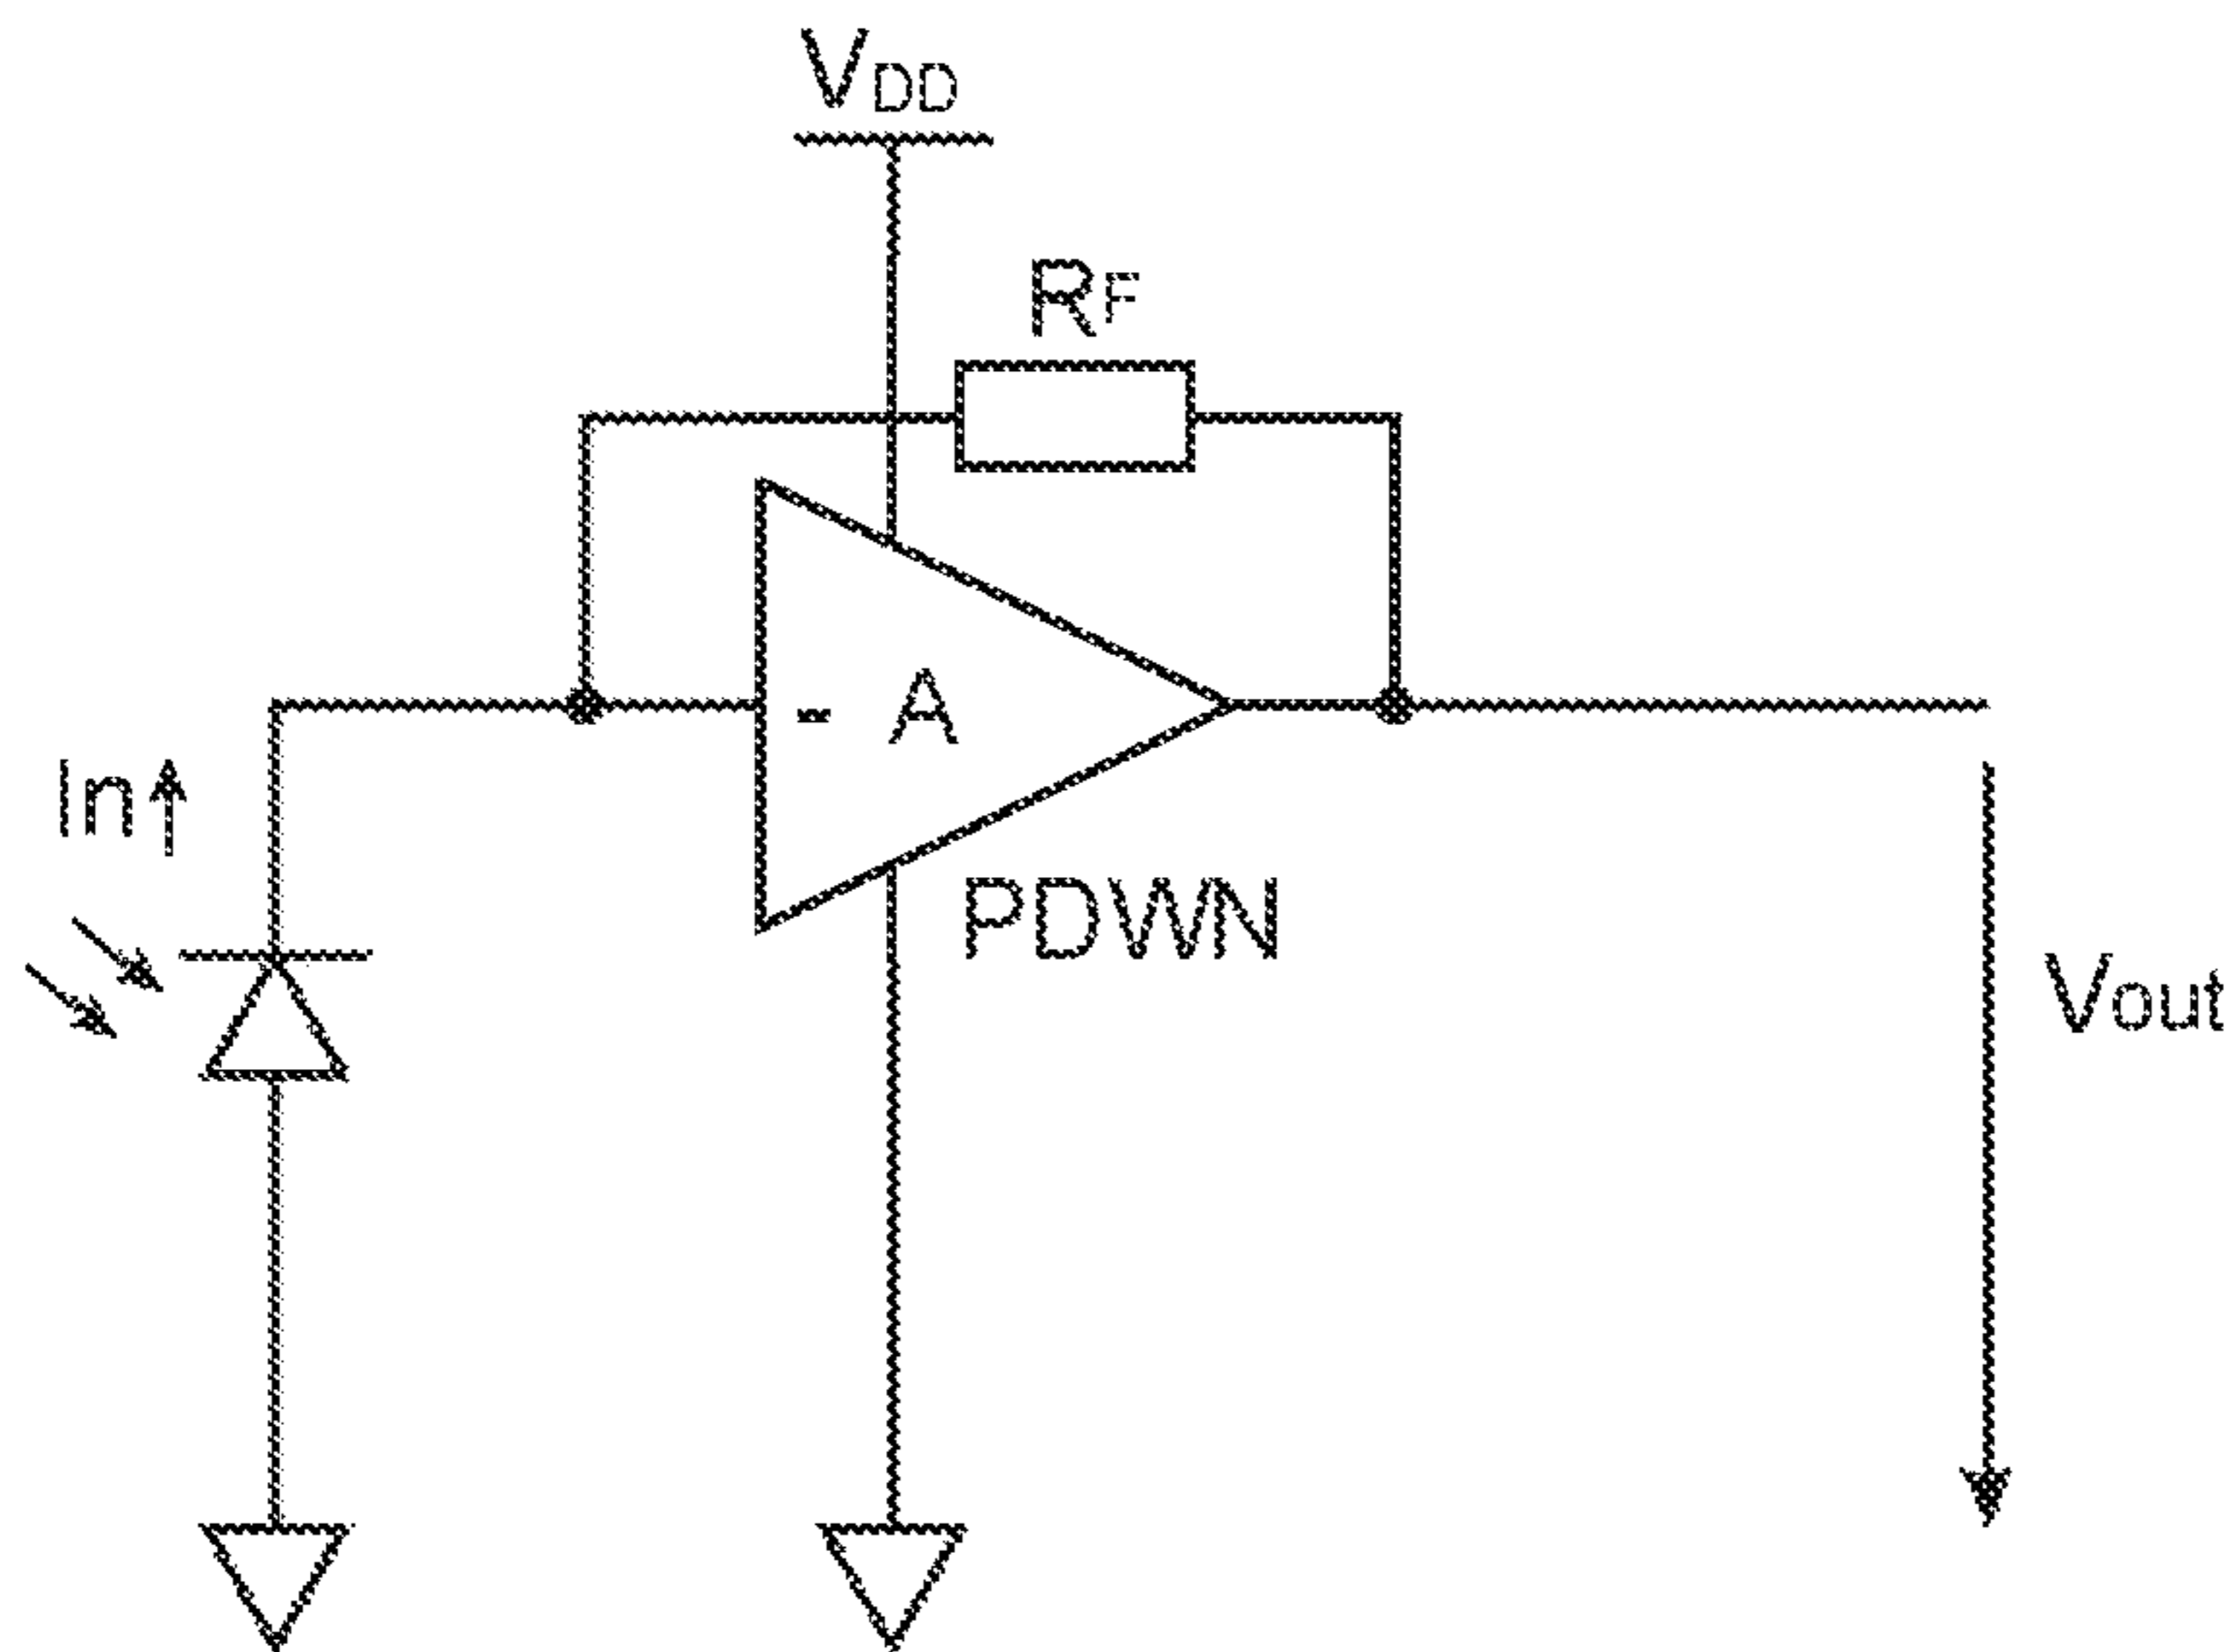 VDD
RF
- A
In
PDWN
Vout